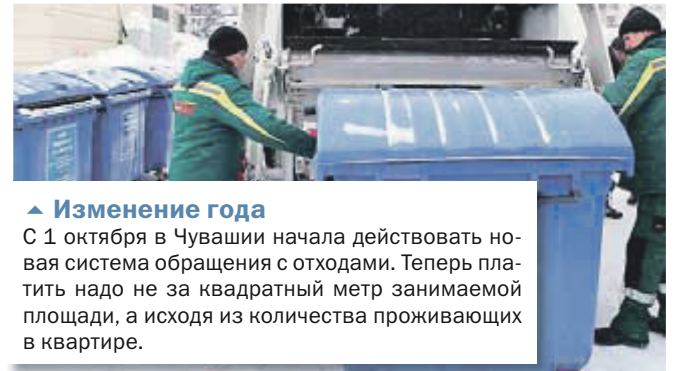 Изменение года
С 1 октября в Чувашии начала действовать но-
вая система обращения с отходами. Теперь пла-
тить надо не за квадратный метр занимаемой
площади, а исходя из количества проживающих
в квартире.